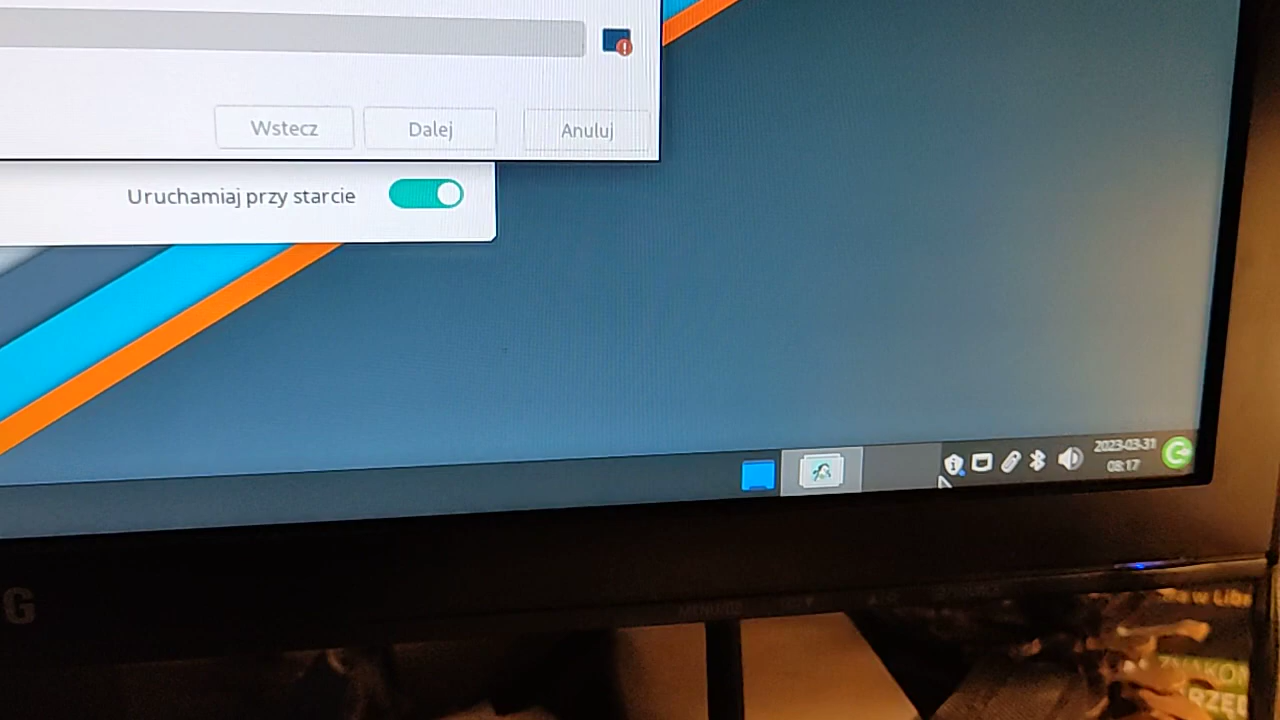 Wstecz
Dalej
Anuluj
Uruchamiaj przy starcie
2023-03-31
08:17
G